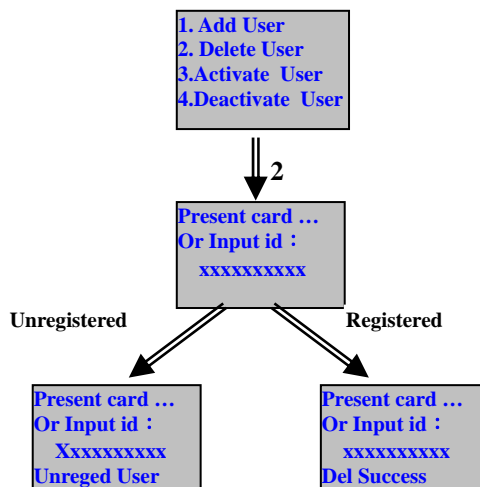 1. Add User
2. Delete User
3.Activate  User
4.Deactivate  User
2
Present card …
Or Input id：
xxxxxxxxxx
Unregistered
Registered
Present card …
Or Input id：
Xxxxxxxxxx
Unreged User
Present card …
Or Input id：
xxxxxxxxxx
Del Success